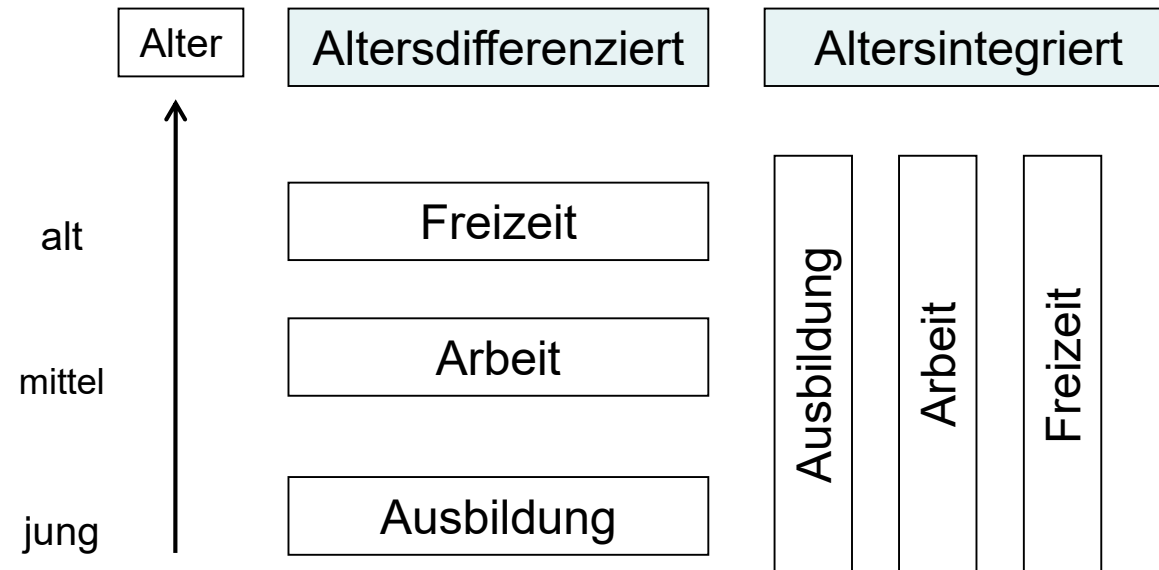 Alter
Altersdifferenziert
Altersintegriert
alt
Freizeit
mittel
Arbeit
jung
Ausbildung
Ausbildung
Arbeit
Freizeit